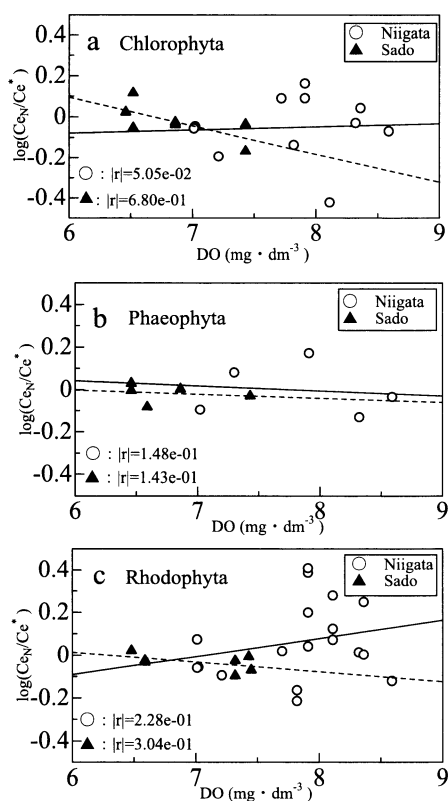 a Chlorophyta
○ Niigata
▲ Sado
0.4
0.2
0
-0.2
-0.4
log(CeN/Ce*)
○ : |r|=5.05e-02
▲ : |r|=6.80e-01
6 7 8 9
DO (mg・dm-3)
b Phaeophyta
○ Niigata
▲ Sado
0.4
0.2
0
-0.2
-0.4
log(CeN/Ce*)
○ : |r|=1.48e-01
▲ : |r|=1.43e-01
6 7 8 9
DO (mg・dm-3)
c Rhodophyta
○ Niigata
▲ Sado
0.4
0.2
0
-0.2
-0.4
log(CeN/Ce*)
○ : |r|=2.28e-01
▲ : |r|=3.04e-01
6 7 8 9
DO (mg・dm-3)